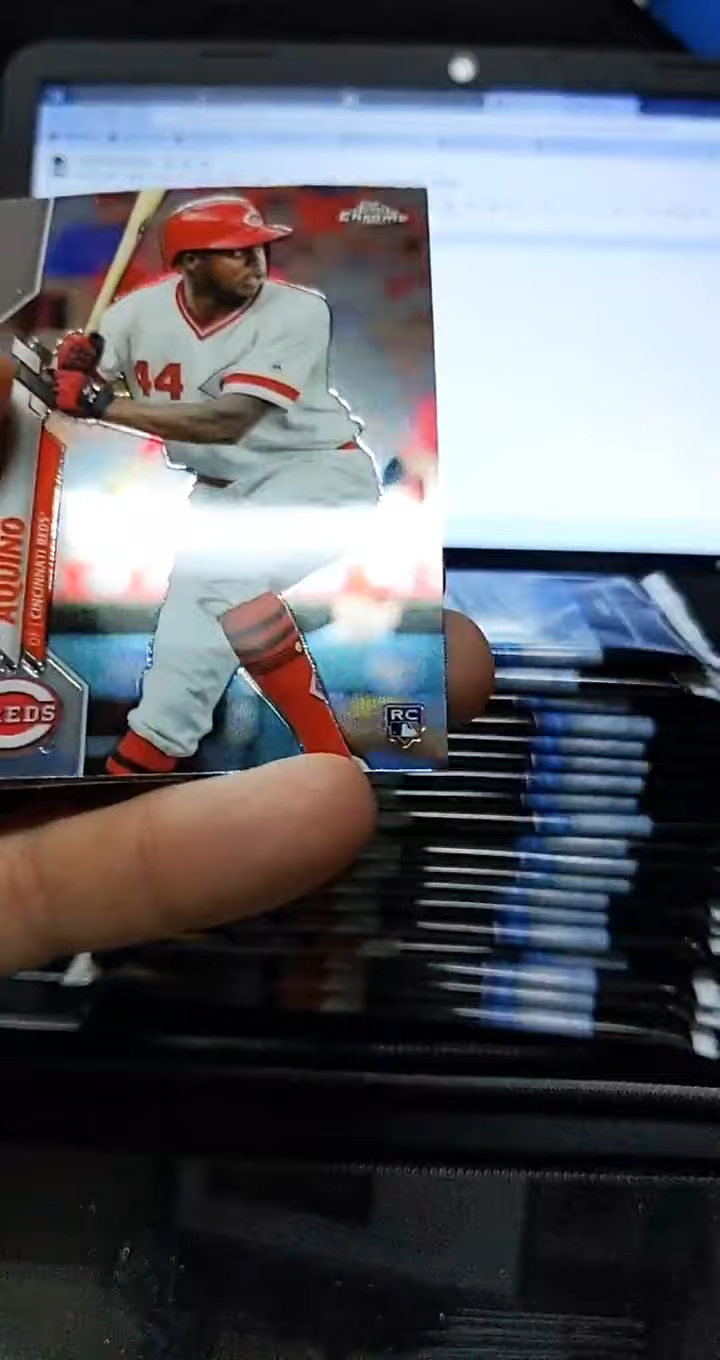 CHROME
44
AQUINO
OF | CINCINNATI REDS
REDS
RC